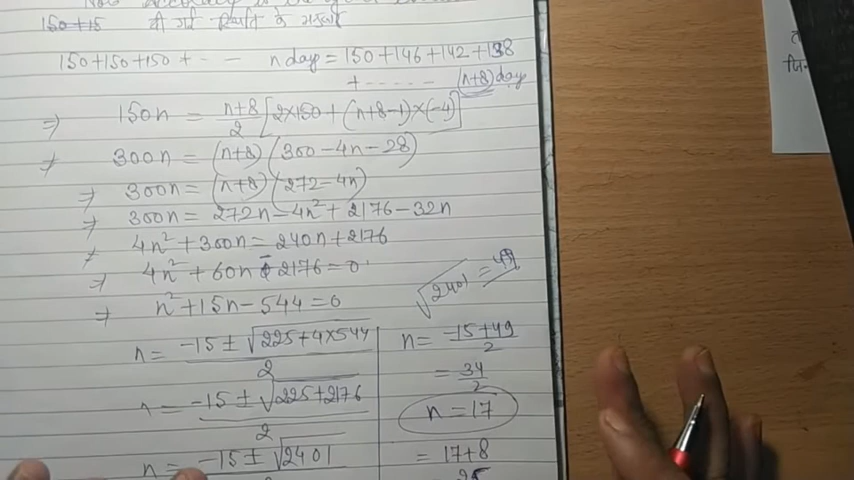 150+15 दी गई स्थिति के अनुसार
150+150+150 + - - - n day = 150+146+142+138
+ - - - - - - (n+8) day
⇒ 150n = n+8/2 [2×150+(n+8-1)×(-4)]
⇒ 300n = (n+8) (300-4n-28)
⇒ 300n = (n+8) (272-4n)
⇒ 300n = 272n-4n²+2176-32n
⇒ 4n²+300n = 240n+2176
⇒ 4n²+60n-2176=0
⇒ n²+15n-544=0
√2401 = 49
n = -15±√225+4×544/2
n = -15±√225+2176/2
n = -15±√2401
n = -15+49/2
= 34/2
n=17
= 17+8
25